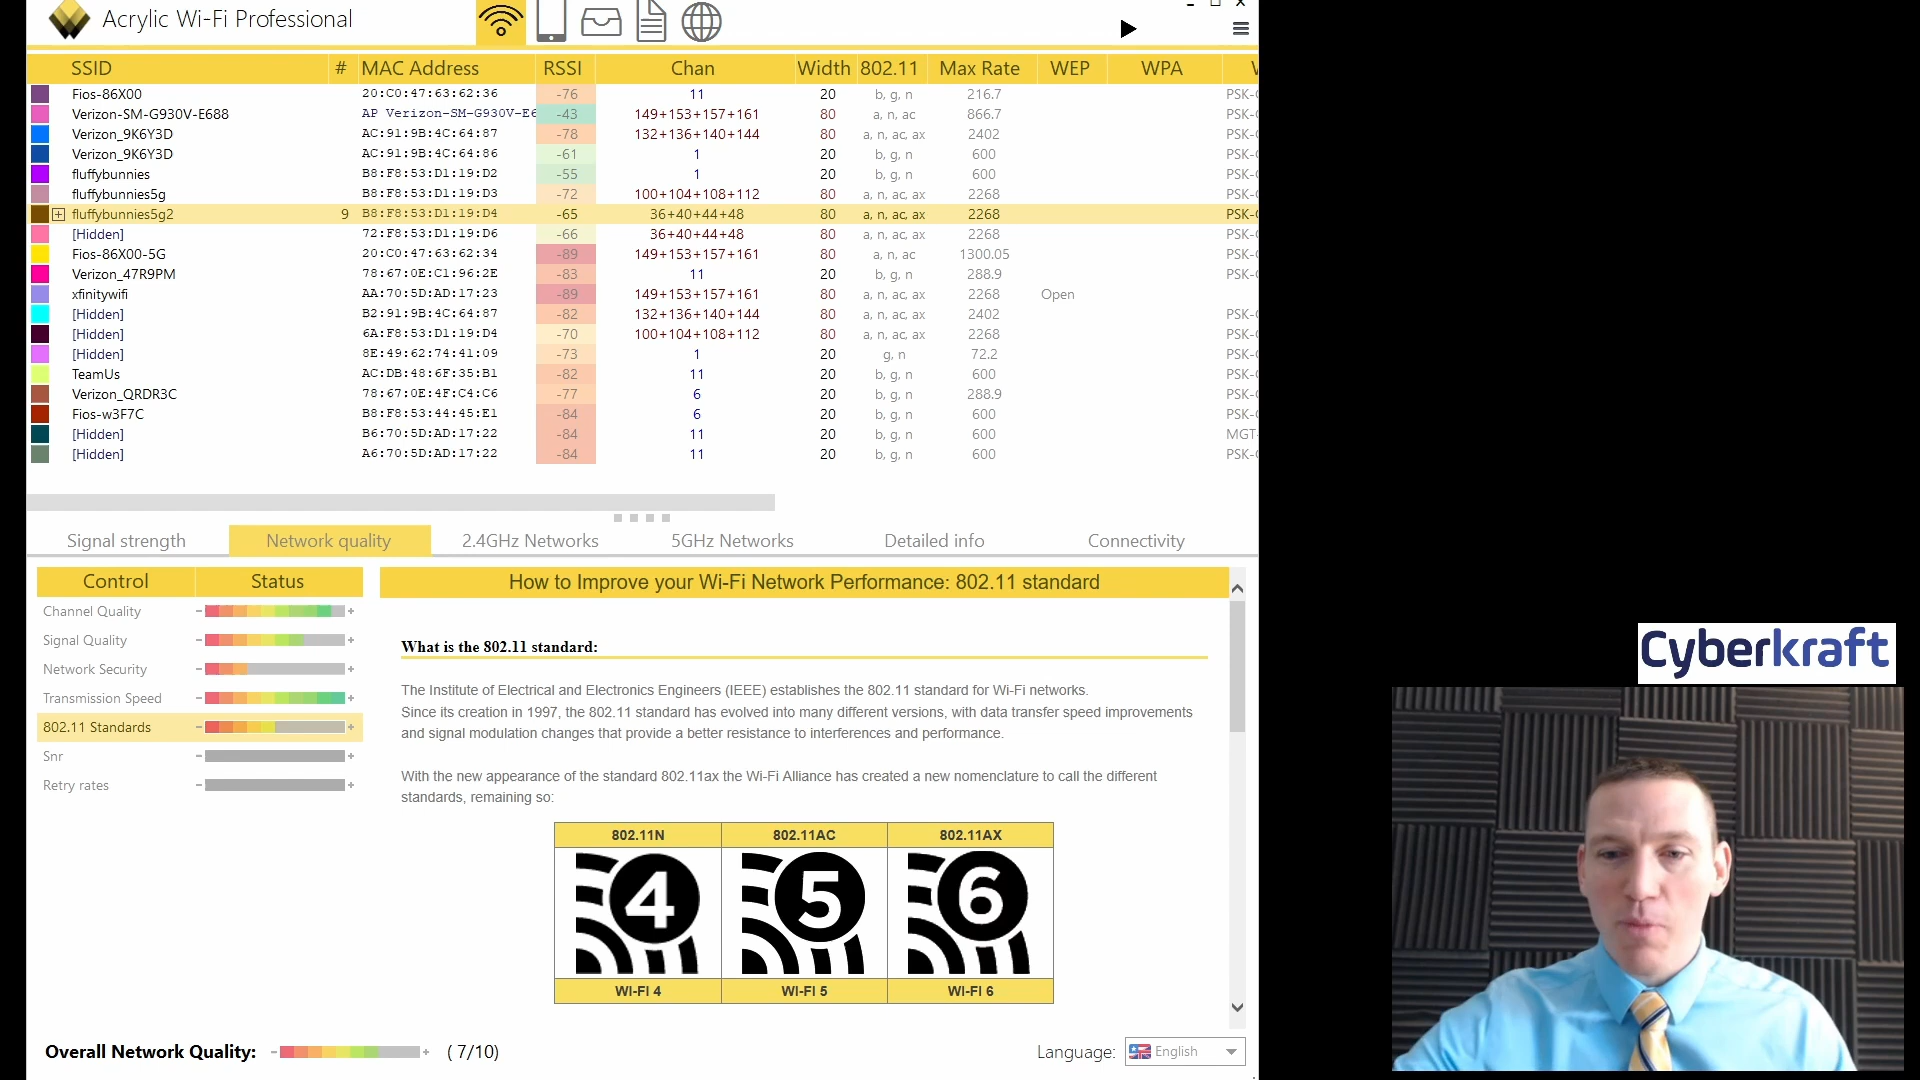 Acrylic Wi-Fi Professional
SSID # MAC Address RSSI Chan Width 802.11 Max Rate WEP WPA
Fios-86X00 20:C0:47:63:62:36 -76 11 20 b, g, n 216.7 PSK-
Verizon-SM-G930V-E688 AP Verizon-SM-G930V-E6 -43 149+153+157+161 80 a, n, ac 866.7 PSK-
Verizon_9K6Y3D AC:91:9B:4C:64:87 -78 132+136+140+144 80 a, n, ac, ax 2402 PSK-
Verizon_9K6Y3D AC:91:9B:4C:64:86 -61 1 20 b, g, n 600 PSK-
fluffybunnies B8:F8:53:D1:19:D2 -55 1 20 b, g, n 600 PSK-
fluffybunnies5g B8:F8:53:D1:19:D3 -72 100+104+108+112 80 a, n, ac, ax 2268 PSK-
fluffybunnies5g2 9 B8:F8:53:D1:19:D4 -65 36+40+44+48 80 a, n, ac, ax 2268 PSK-
[Hidden] 72:F8:53:D1:19:D6 -66 36+40+44+48 80 a, n, ac, ax 2268 PSK-
Fios-86X00-5G 20:C0:47:63:62:34 -89 149+153+157+161 80 a, n, ac 1300.05 PSK-
Verizon_47R9PM 78:67:0E:C1:96:2E -83 11 20 b, g, n 288.9 PSK-
xfinitywifi AA:70:5D:AD:17:23 -89 149+153+157+161 80 a, n, ac, ax 2268 Open
[Hidden] B2:91:9B:4C:64:87 -82 132+136+140+144 80 a, n, ac, ax 2402 PSK-
[Hidden] 6A:F8:53:D1:19:D4 -70 100+104+108+112 80 a, n, ac, ax 2268 PSK-
[Hidden] 8E:49:62:74:41:09 -73 1 20 g, n 72.2 PSK-
TeamUs AC:DB:48:6F:35:B1 -82 11 20 b, g, n 600 PSK-
Verizon_QRDR3C 78:67:0E:4F:C4:C6 -77 6 20 b, g, n 288.9 PSK-
Fios-w3F7C B8:F8:53:44:45:E1 -84 6 20 b, g, n 600 PSK-
[Hidden] B6:70:5D:AD:17:22 -84 11 20 b, g, n 600 MGT-
[Hidden] A6:70:5D:AD:17:22 -84 11 20 b, g, n 600 PSK-
Signal strength Network quality 2.4GHz Networks 5GHz Networks Detailed info Connectivity
Control Status
Channel Quality - +
Signal Quality - +
Network Security - +
Transmission Speed - +
802.11 Standards - +
Snr - +
Retry rates - +
How to Improve your Wi-Fi Network Performance: 802.11 standard
What is the 802.11 standard:
The Institute of Electrical and Electronics Engineers (IEEE) establishes the 802.11 standard for Wi-Fi networks.
Since its creation in 1997, the 802.11 standard has evolved into many different versions, with data transfer speed improvements
and signal modulation changes that provide a better resistance to interferences and performance.
With the new appearance of the standard 802.11ax the Wi-Fi Alliance has created a new nomenclature to call the different
standards, remaining so:
802.11N 802.11AC 802.11AX
4 5 6
WI-FI 4 WI-FI 5 WI-FI 6
Overall Network Quality: - + ( 7/10)
Language: English
Cyberkraft